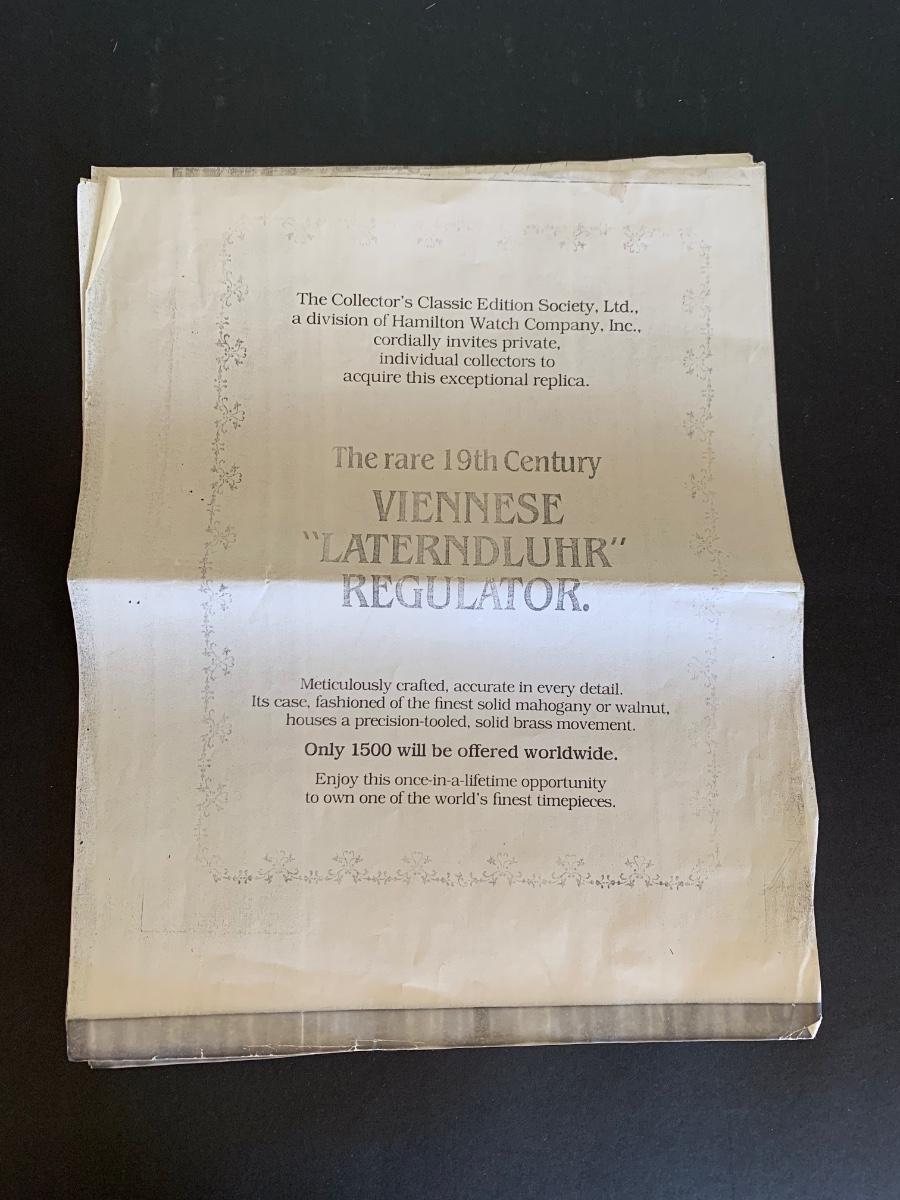 The Collector's Classic Edition Society, Ltd.,
a division of Hamilton Watch Company, Inc.,
cordially invites private,
individual collectors to
acquire this exceptional replica.
The rare 19th Century
VIENNESE
"LATERNDLUHR"
REGULATOR.
Meticulously crafted, accurate in every detail.
Its case, fashioned of the finest solid mahogany or walnut,
houses a precision-tooled, solid brass movement.
Only 1500 will be offered worldwide.
Enjoy this once-in-a-lifetime opportunity
to own one of the world's finest timepieces.